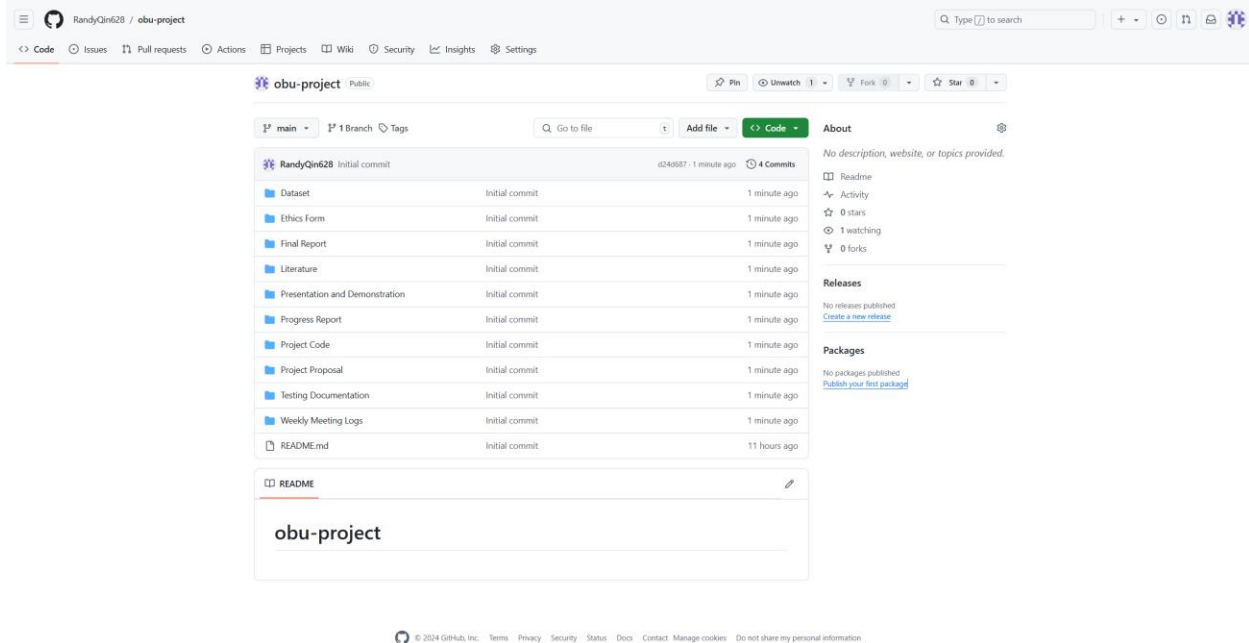 RandyQin628 / obu-project
Type / to search
Code Issues Pull requests Actions Projects Wiki Security Insights Settings
obu-project Public
Pin Unwatch 1 Fork 0 Star 0
main 1 Branch Tags Go to file t Add file Code
RandyQin628 Initial commit d24d687 · 1 minute ago 4 Commits
Dataset Initial commit 1 minute ago
Ethics Form Initial commit 1 minute ago
Final Report Initial commit 1 minute ago
Literature Initial commit 1 minute ago
Presentation and Demonstration Initial commit 1 minute ago
Progress Report Initial commit 1 minute ago
Project Code Initial commit 1 minute ago
Project Proposal Initial commit 1 minute ago
Testing Documentation Initial commit 1 minute ago
Weekly Meeting Logs Initial commit 1 minute ago
README.md Initial commit 11 hours ago
README
obu-project
About
No description, website, or topics provided.
Readme
Activity
0 stars
1 watching
0 forks
Releases
No releases published
Create a new release
Packages
No packages published
Publish your first package
© 2024 GitHub, Inc. Terms Privacy Security Status Docs Contact Manage cookies Do not share my personal information